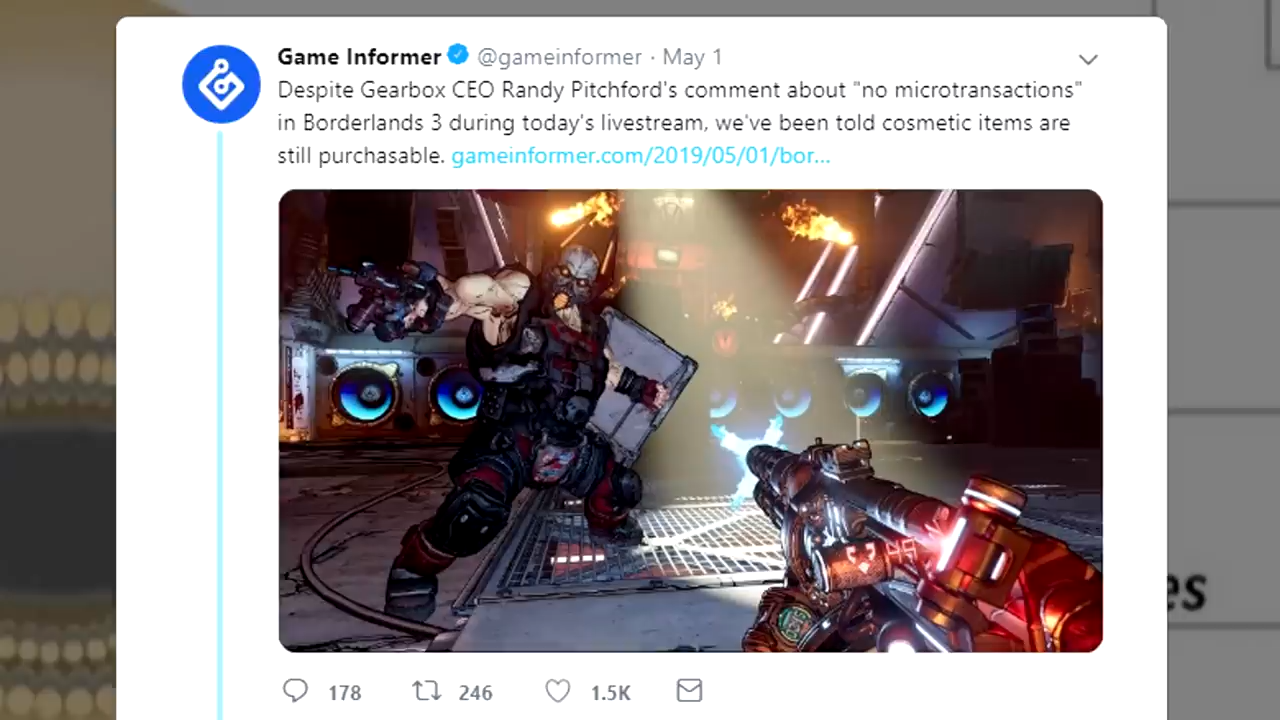 Game Informer @gameinformer · May 1
Despite Gearbox CEO Randy Pitchford's comment about "no microtransactions"
in Borderlands 3 during today's livestream, we've been told cosmetic items are
still purchasable. gameinformer.com/2019/05/01/bor...
178 246 1.5K